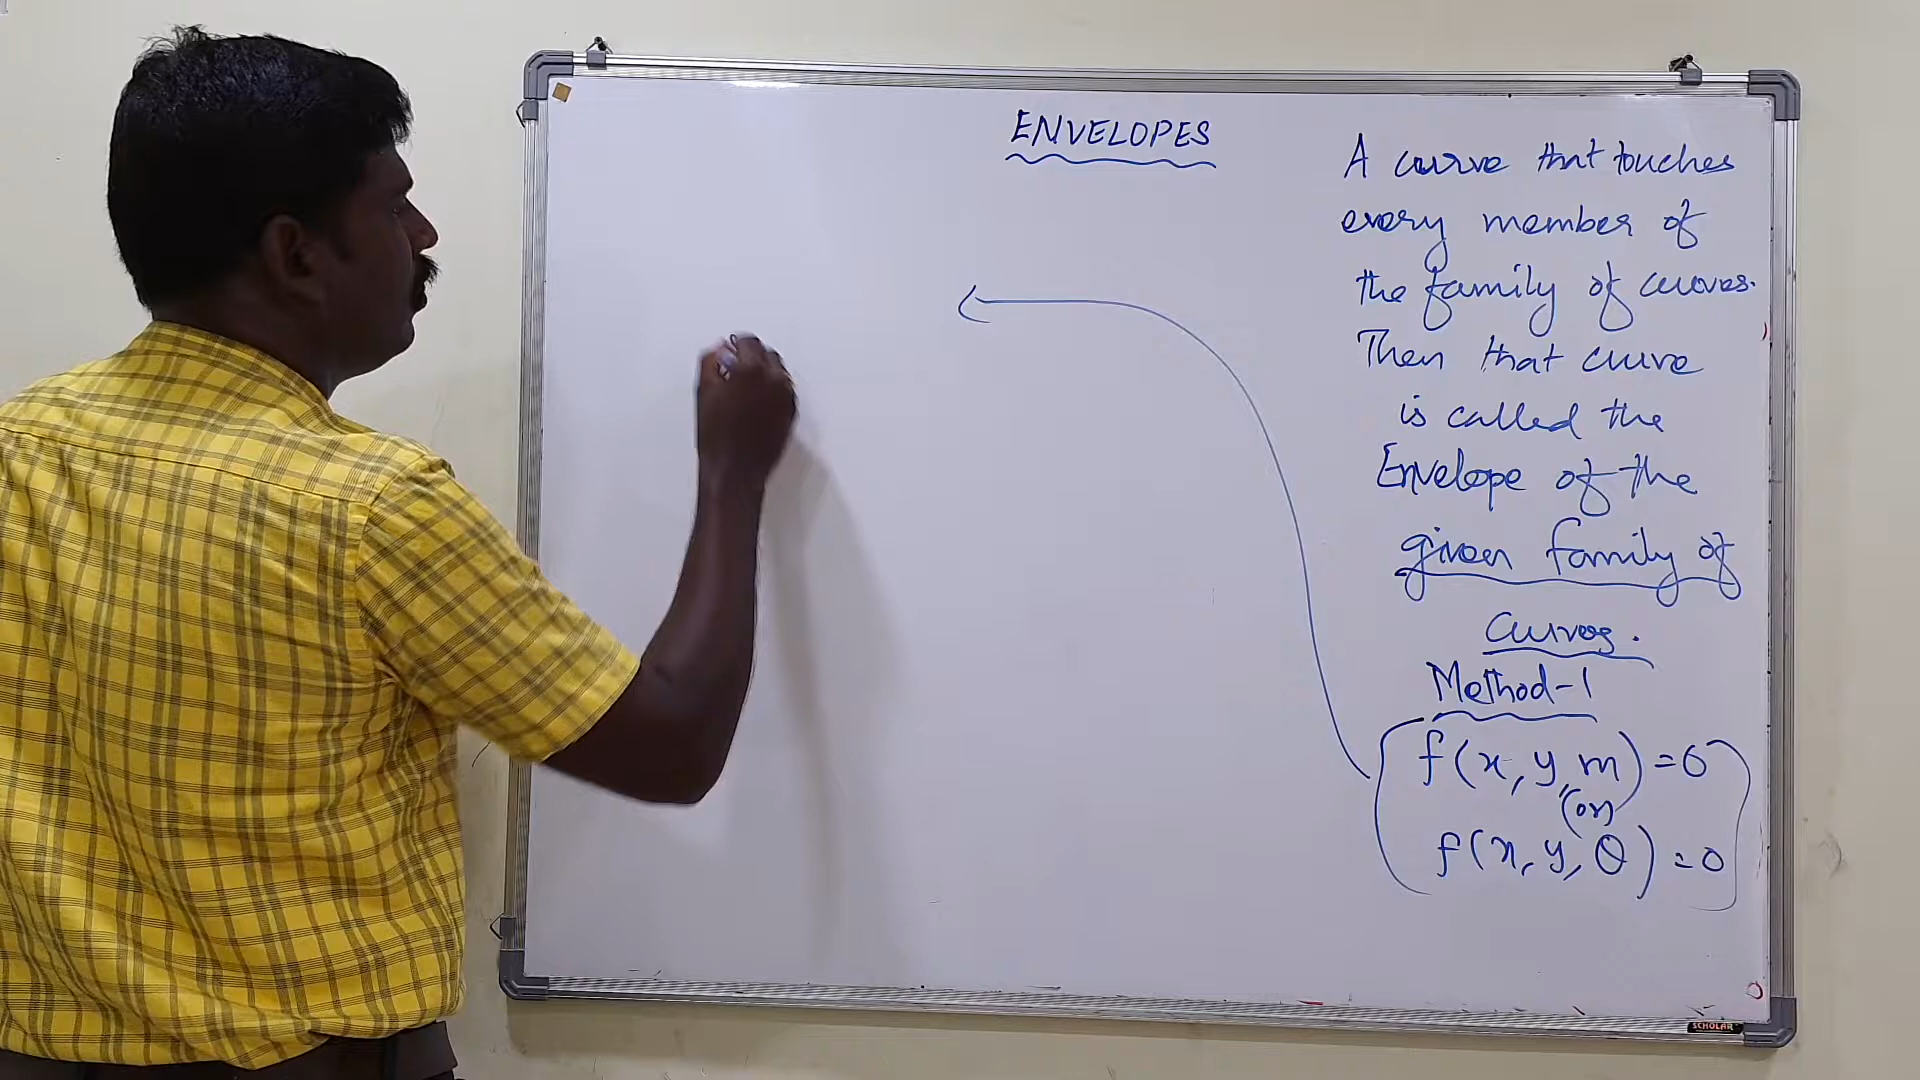 ENVELOPES
A curve that touches
every member of
the family of curves.
Then that curve
is called the
Envelope of the
given family of
Curves.
Method-1
f(x, y, m) = 0
(or)
f(x, y, θ) = 0
SCHOLAR